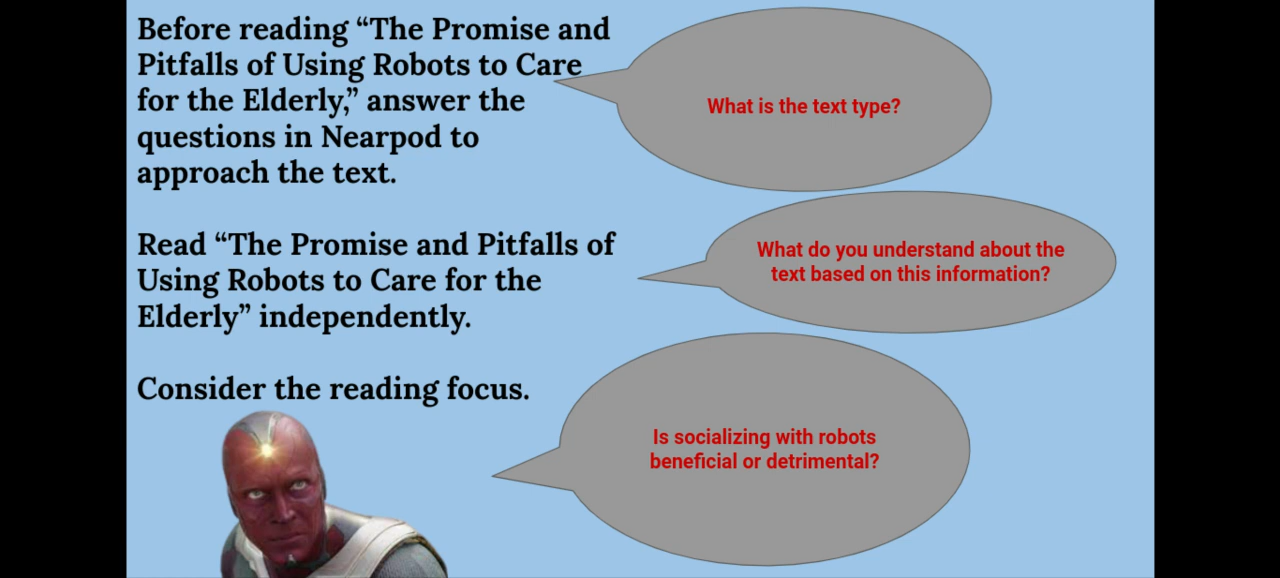 Before reading “The Promise and
Pitfalls of Using Robots to Care
for the Elderly,” answer the
questions in Nearpod to
approach the text.
What is the text type?
Read “The Promise and Pitfalls of
Using Robots to Care for the
Elderly” independently.
What do you understand about the
text based on this information?
Consider the reading focus.
Is socializing with robots
beneficial or detrimental?